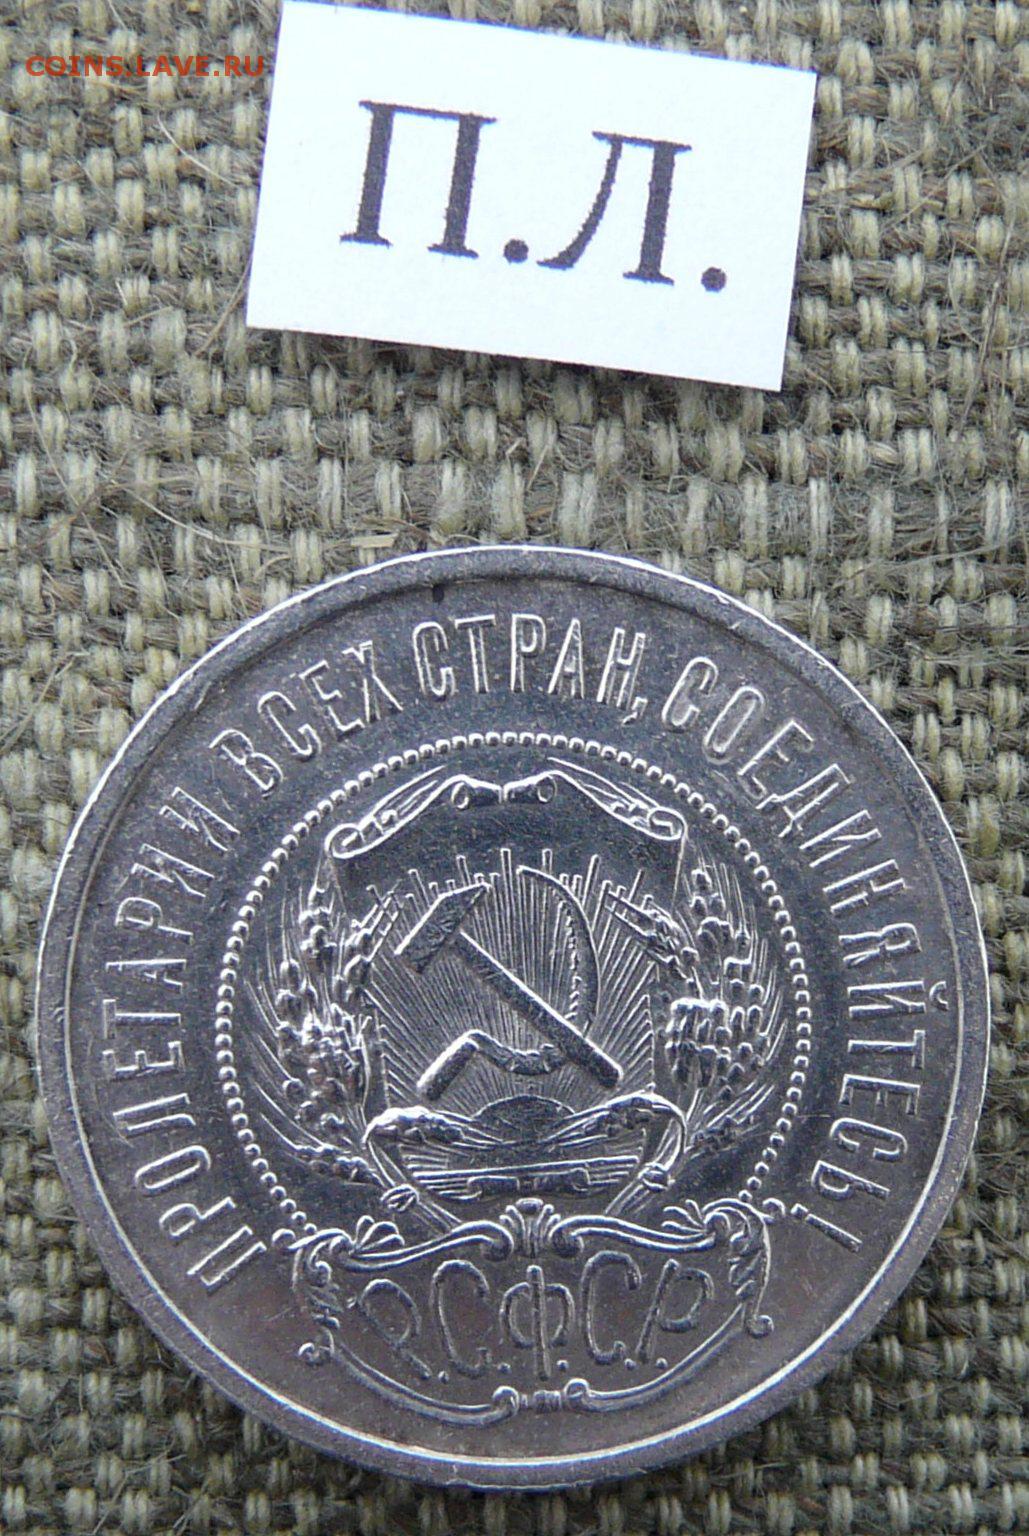 COINS.LAVE.RU
П.Л.
ПРОЛЕТАРИИ ВСЕХ СТРАН, СОЕДИНЯЙТЕСЬ!
Р.С.Ф.С.Р.